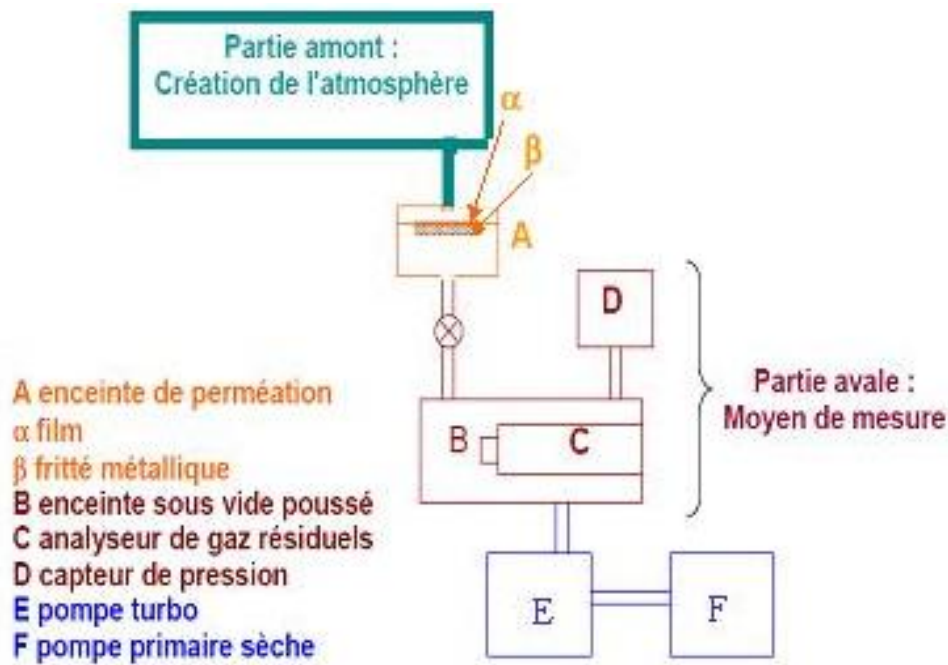 Partie amont :
Création de l'atmosphère
α
β
A
D
Partie avale :
Moyen de mesure
B
C
E
F
A enceinte de perméation
α film
β fritté métallique
B enceinte sous vide poussé
C analyseur de gaz résiduels
D capteur de pression
E pompe turbo
F pompe primaire sèche